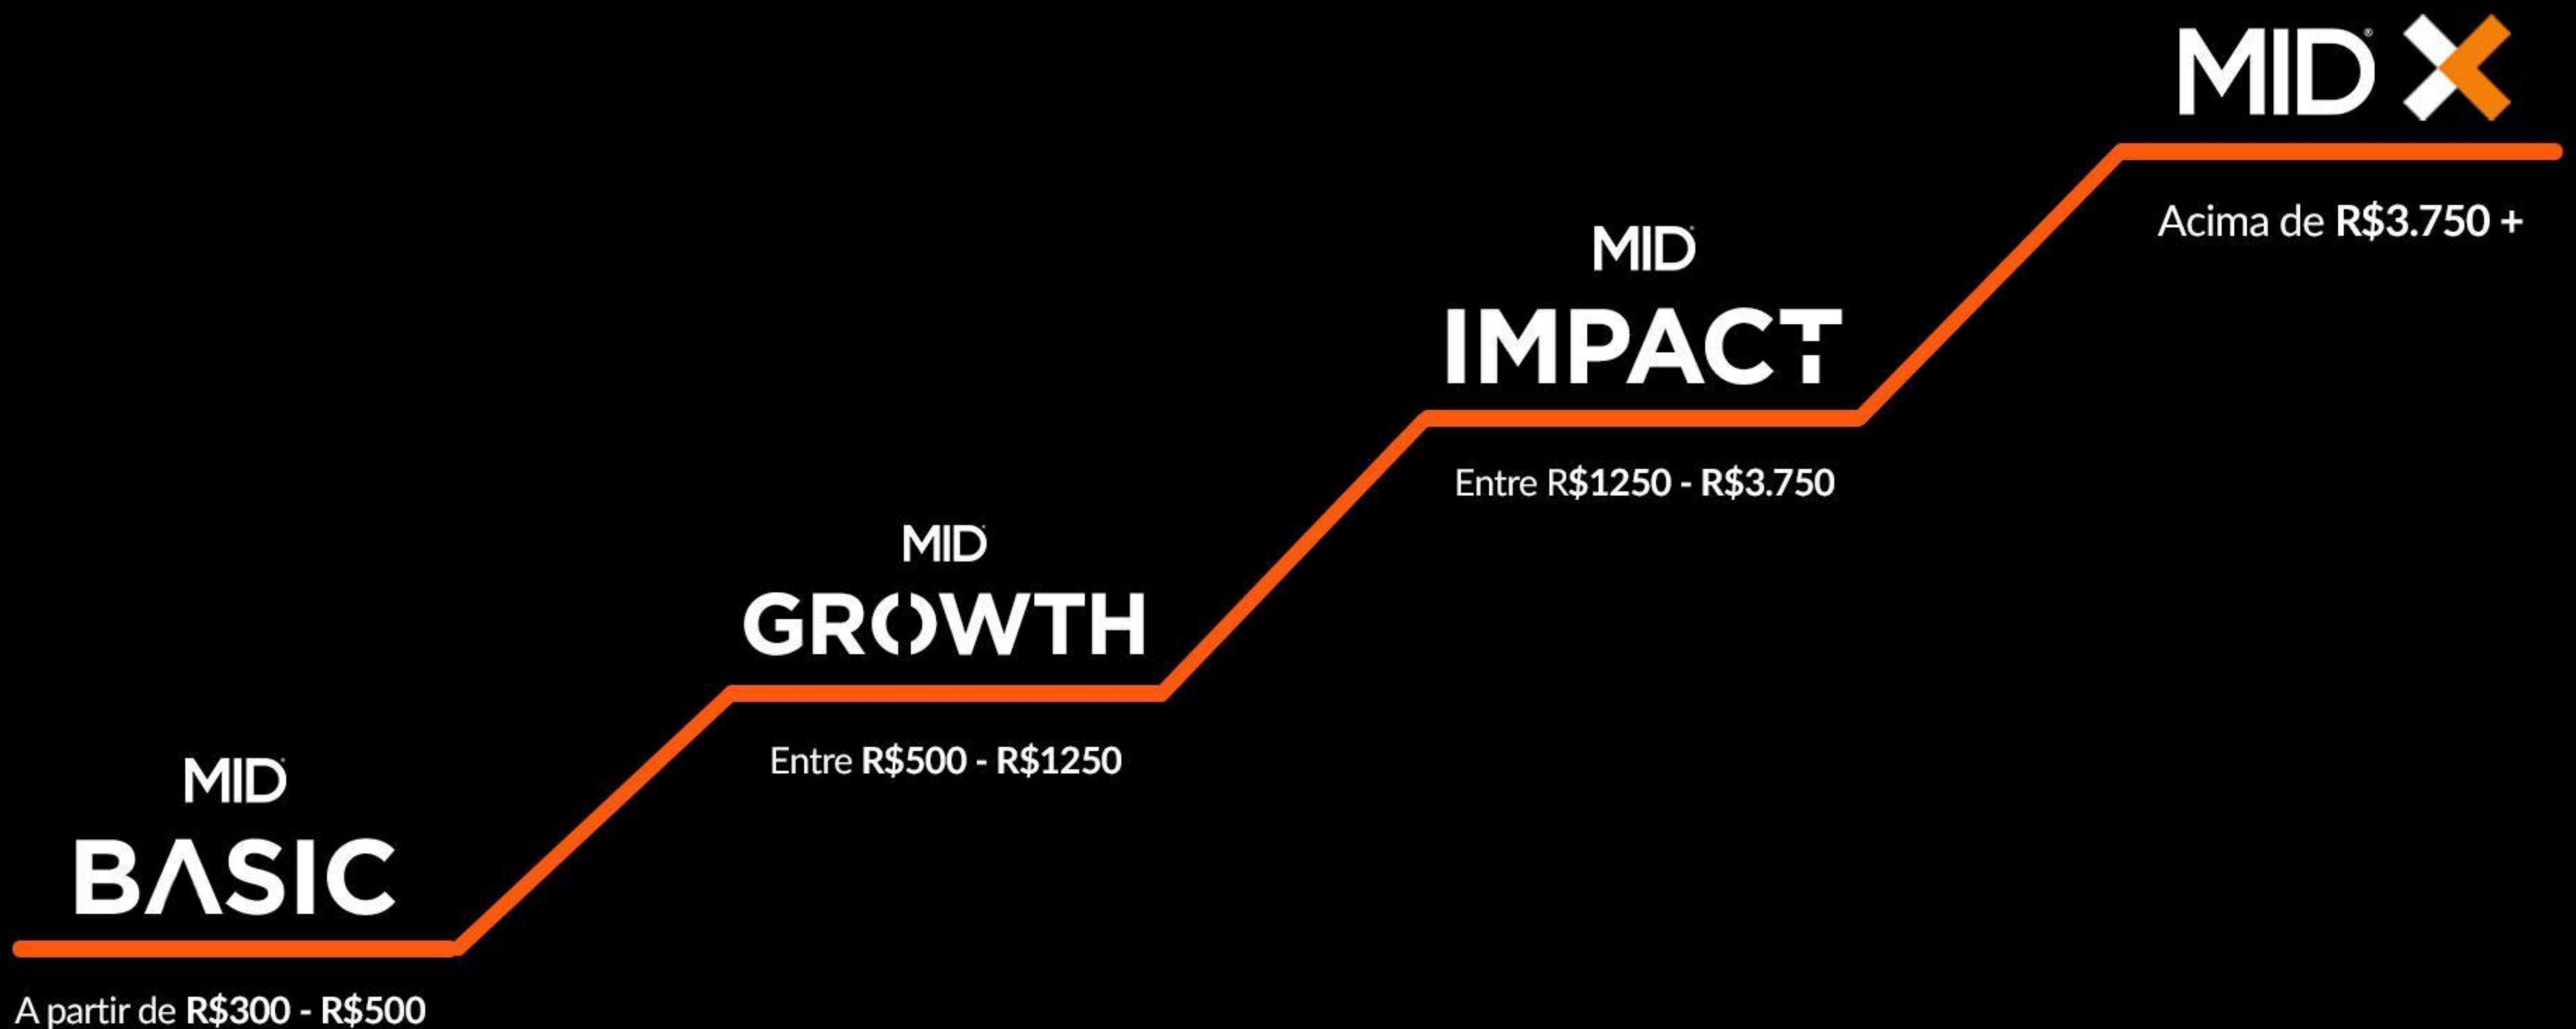 MID X
Acima de R$3.750 +
MID
IMPACT
Entre R$1250 - R$3.750
MID
GROWTH
Entre R$500 - R$1250
MID
BASIC
A partir de R$300 - R$500